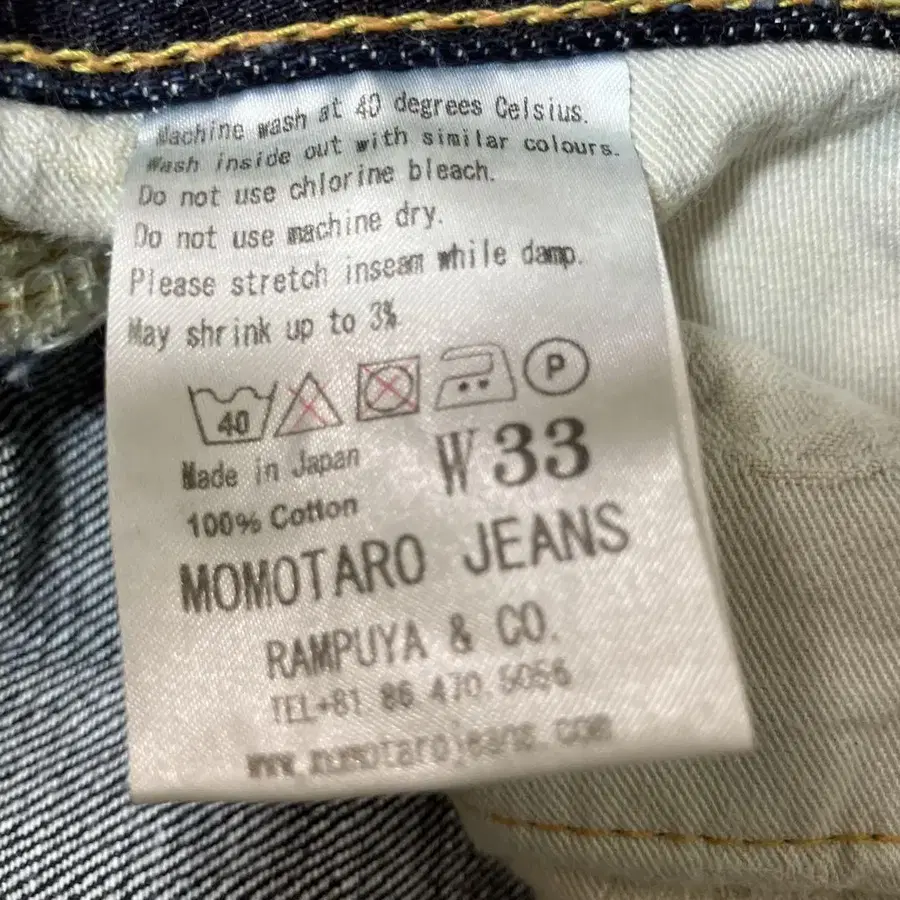 Machine wash at 40 degrees Celsius.
Wash inside out with similar colours.
Do not use chlorine bleach.
Do not use machine dry.
Please stretch inseam while damp.
May shrink up to 3%
40 P
Made in Japan
W 33
100% Cotton
MOMOTARO JEANS
RAMPUYA & CO.
TEL+81 86 470 5056
www.momotarojeans.com